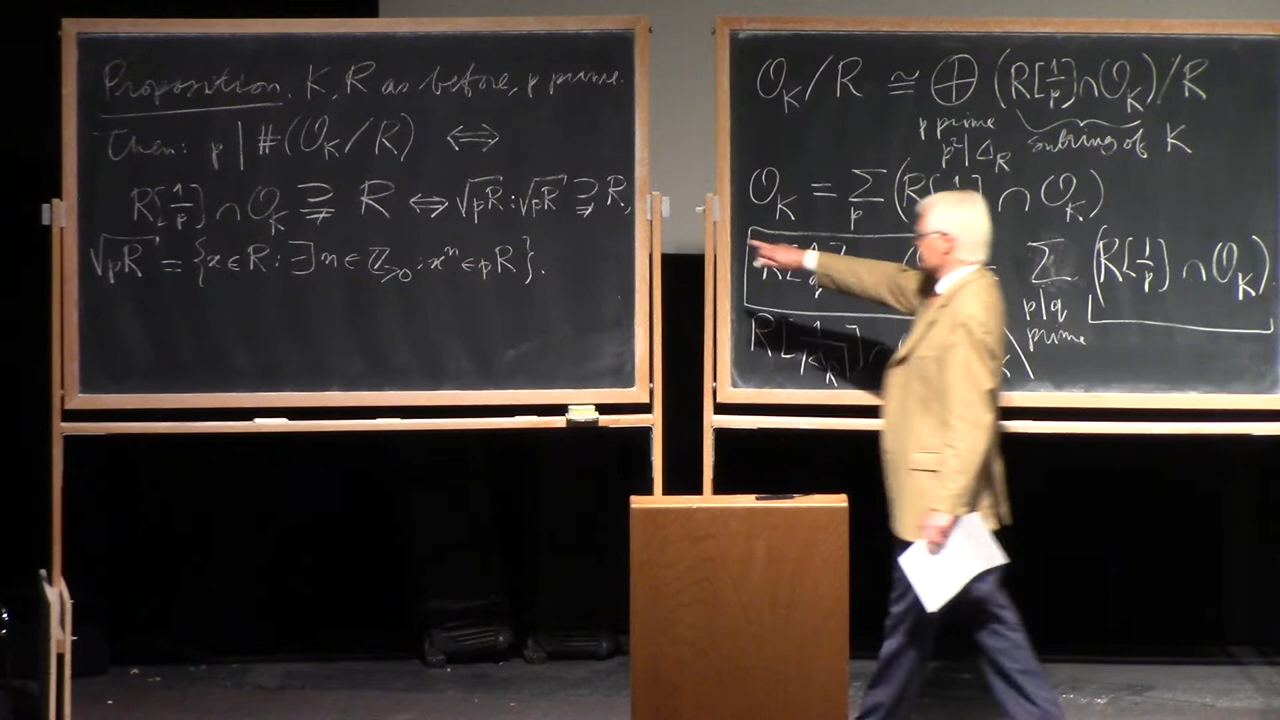 Proposition. K, R as before, p prime.
Then: p | #(O_K/R) ⟺
R[1/p] ∩ O_K ⊋ R ⟺ √pR : √pR ⊋ R,
√pR = {x ∈ R : ∃ n ∈ ℤ_{>0} : xⁿ ∈ pR}.
O_K/R ≅ ⊕ (R[1/p] ∩ O_K)/R
p prime
p²|Δ_R
subring of K
O_K = Σ_p (R[1/p] ∩ O_K)
Σ (R[1/p] ∩ O_K)
p|q
prime